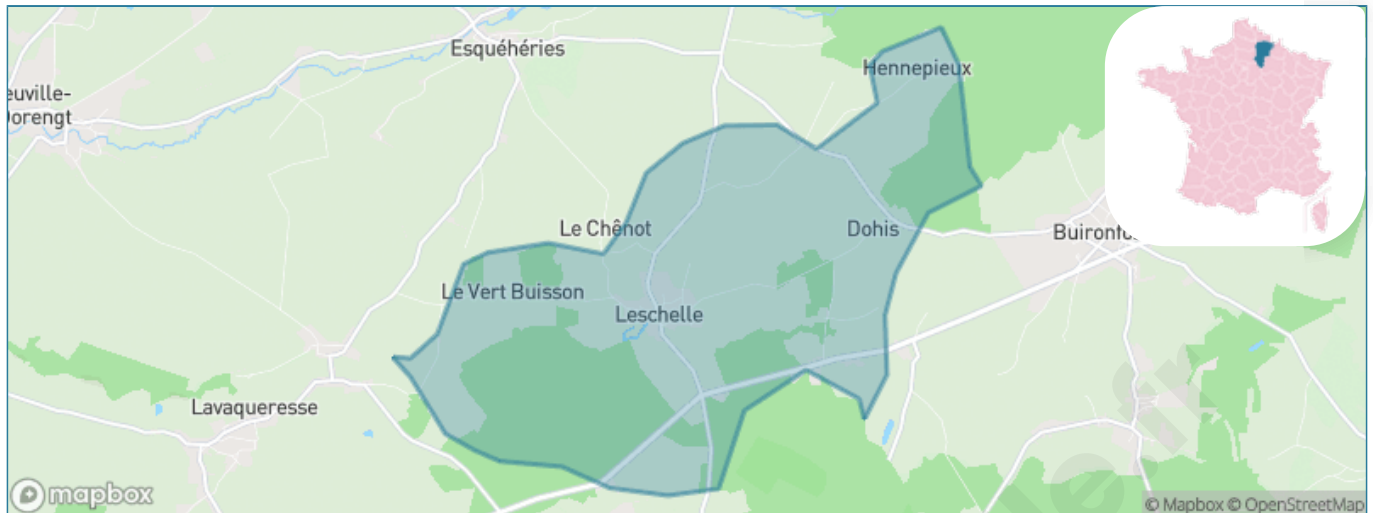 Esquéhéries
Hennepieux
euville-
Dorengt
Le Chênot
Dohis
Buironfo
Le Vert Buisson
Leschelle
Lavaqueresse
mapbox
© Mapbox © OpenStreetMap